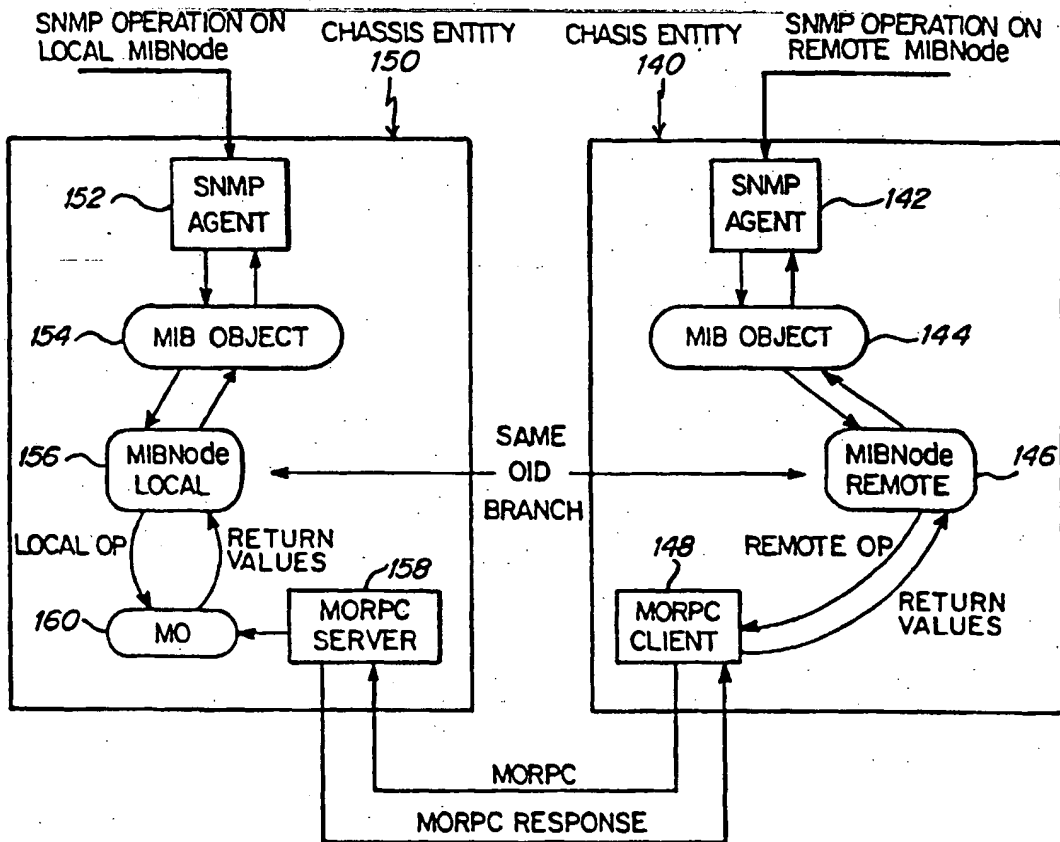 SNMP OPERATION ON
LOCAL MIBNode
CHASSIS ENTITY
150
CHASIS ENTITY
140
SNMP OPERATION ON
REMOTE MIBNode
152
SNMP
AGENT
SNMP
AGENT
142
154
MIB OBJECT
MIB OBJECT
144
156
MIBNode
LOCAL
SAME
OID
BRANCH
MIBNode
REMOTE
146
LOCAL OP
RETURN
VALUES
158
148
REMOTE OP
RETURN
VALUES
160
MO
MORPC
SERVER
MORPC
CLIENT
MORPC
MORPC RESPONSE